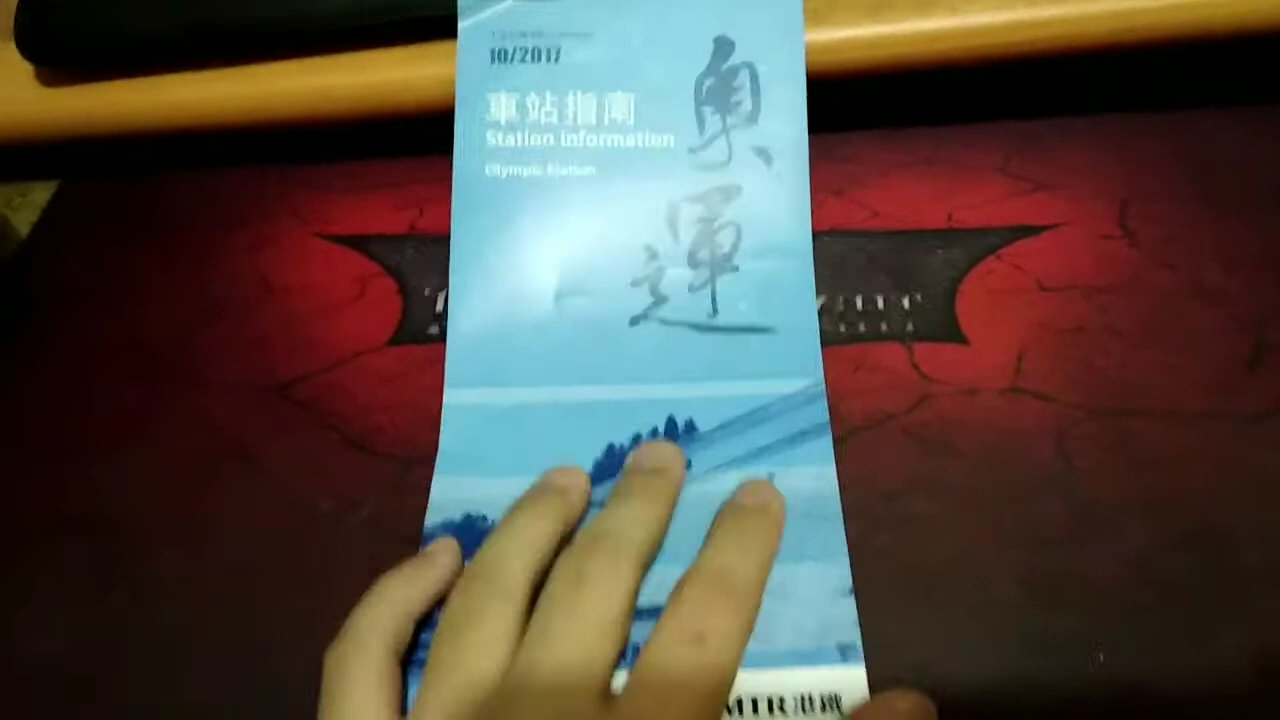 10/2017
車站指南
Station information
Olympic Station
奧運
MTR港鐵